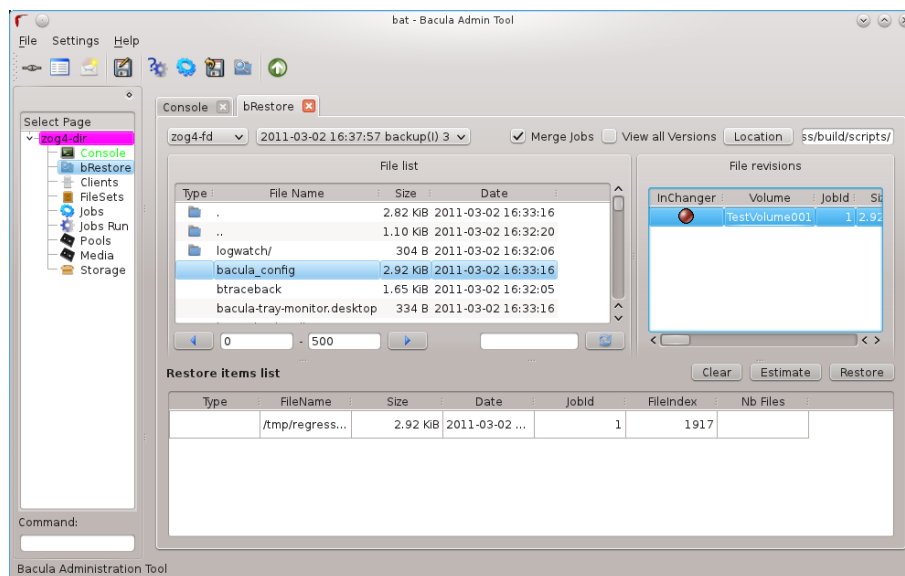 bat - Bacula Admin Tool
File Settings Help
Select Page
zog4-dir
Console
bRestore
Clients
FileSets
Jobs
Jobs Run
Pools
Media
Storage
Command:
Console bRestore
zog4-fd 2011-03-02 16:37:57 backup(I) 3 Merge Jobs View all Versions Location ss/build/scripts/
File list
Type File Name Size Date
. 2.82 KiB 2011-03-02 16:33:16
.. 1.10 KiB 2011-03-02 16:32:20
logwatch/ 304 B 2011-03-02 16:32:06
bacula_config 2.92 KiB 2011-03-02 16:33:16
btraceback 1.65 KiB 2011-03-02 16:32:05
bacula-tray-monitor.desktop 334 B 2011-03-02 16:33:16
0 - 500
File revisions
InChanger Volume JobId Siz
TestVolume001 1 2.92
Restore items list Clear Estimate Restore
Type FileName Size Date JobId FileIndex Nb Files
/tmp/regress... 2.92 KiB 2011-03-02 ... 1 1917
Bacula Administration Tool